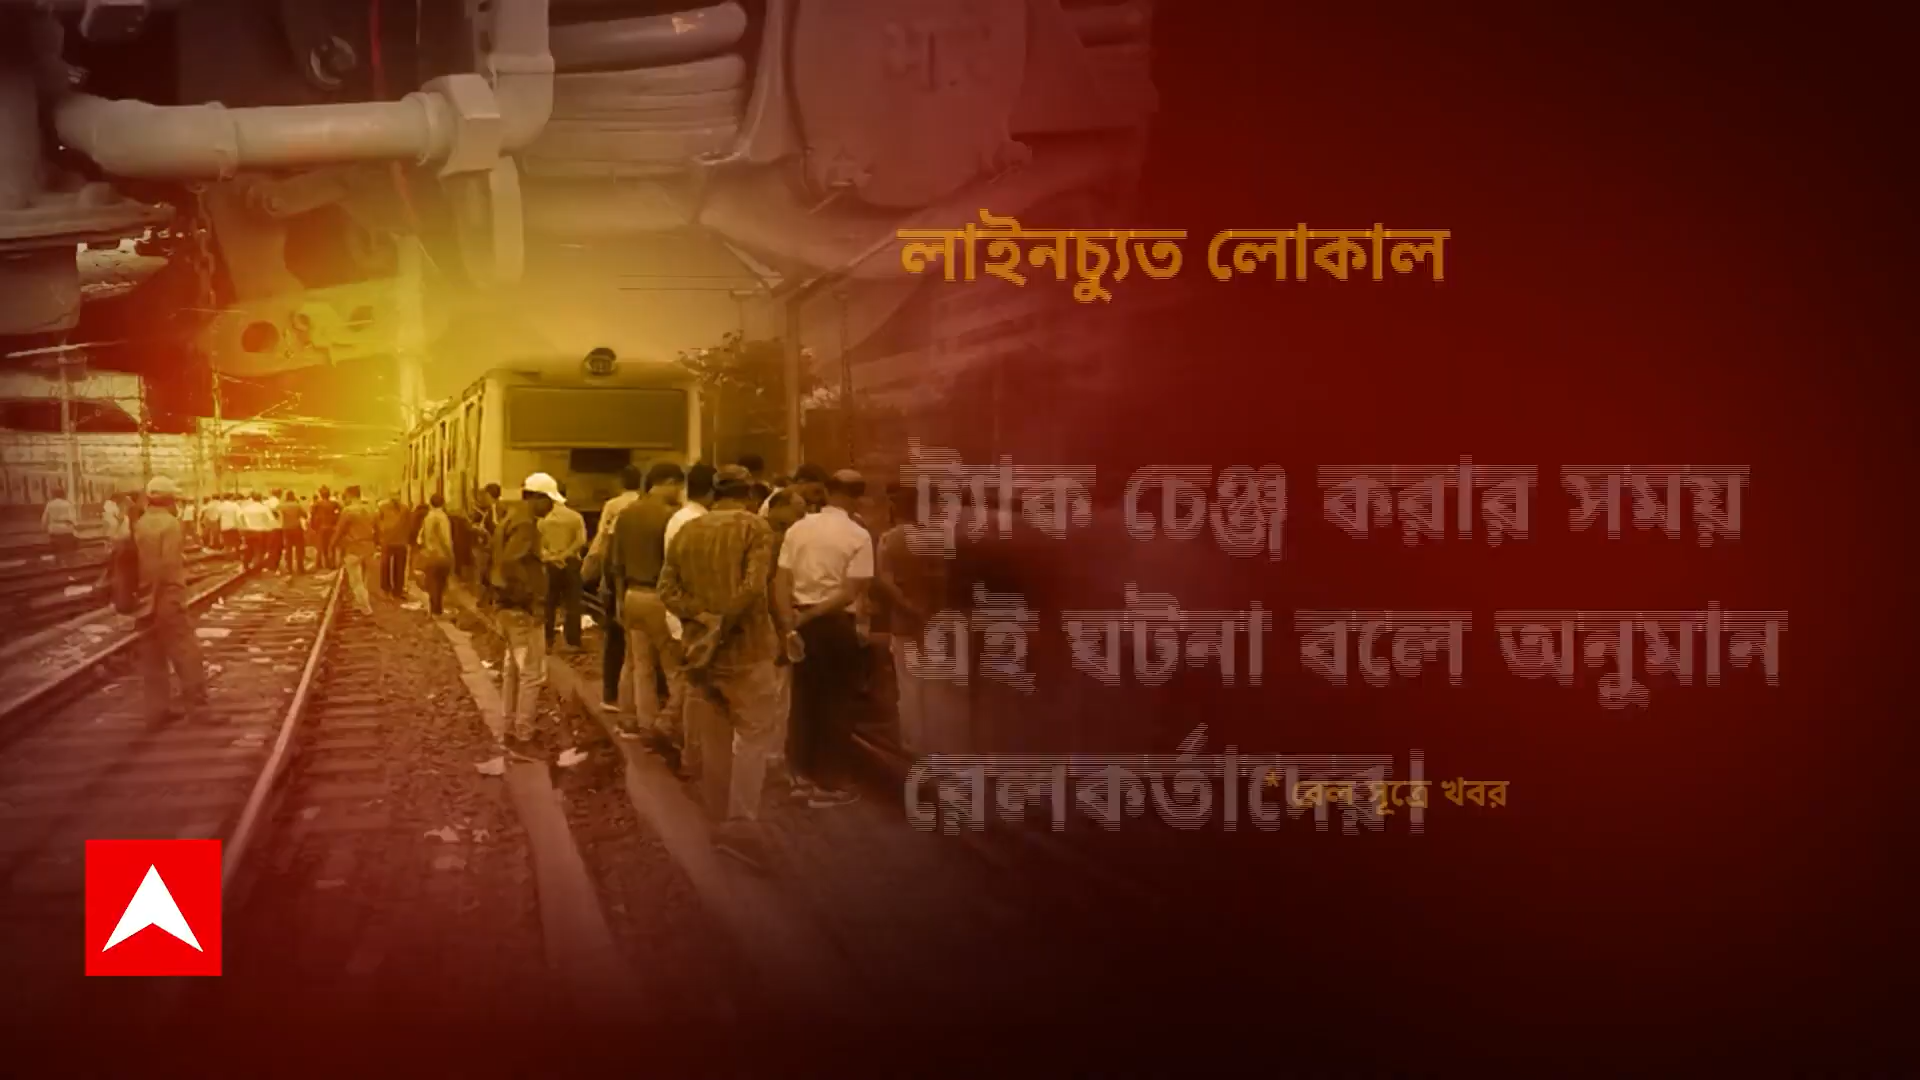 লাইনচ্যুত লোকাল
ট্র্যাক চেঞ্জ করার সময়
এই ঘটনা বলে অনুমান
রেলকর্তাদের।
* রেল সূত্রে খবর